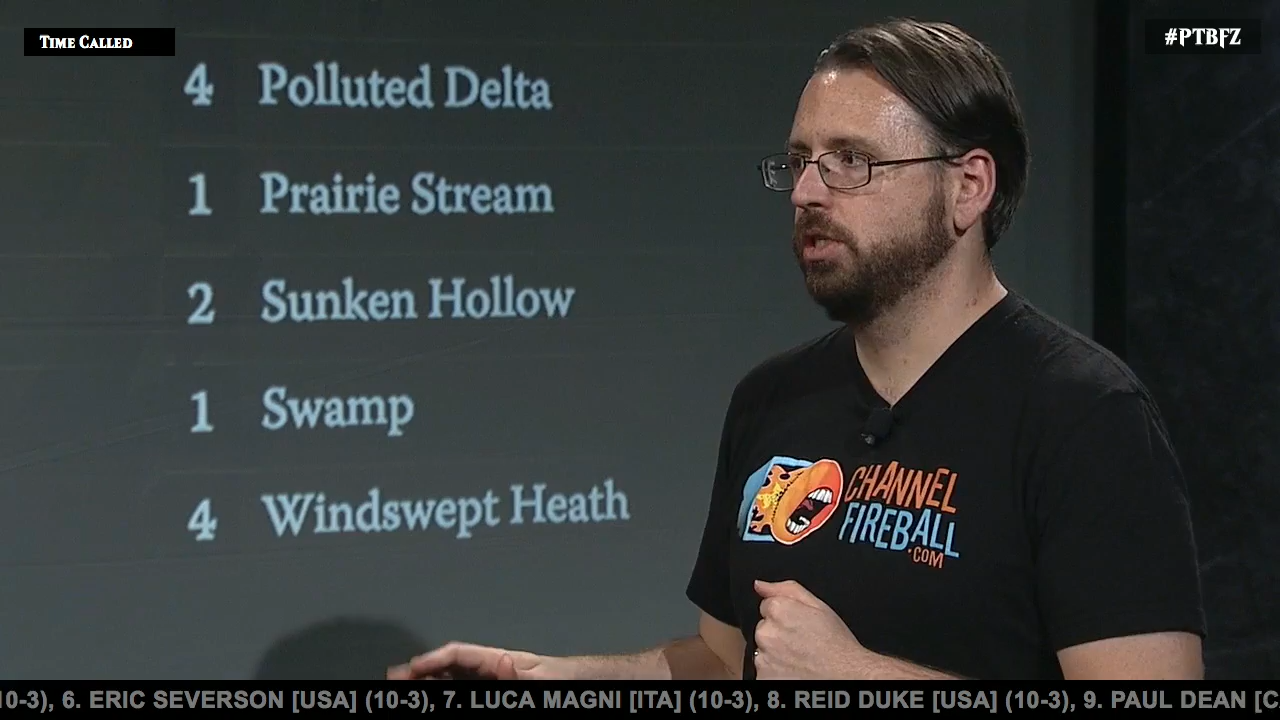 TIME CALLED
#PTBFZ
4 Polluted Delta
1 Prairie Stream
2 Sunken Hollow
1 Swamp
4 Windswept Heath
CHANNEL
FIREBALL
.COM
10-3), 6. ERIC SEVERSON [USA] (10-3), 7. LUCA MAGNI [ITA] (10-3), 8. REID DUKE [USA] (10-3), 9. PAUL DEAN [C